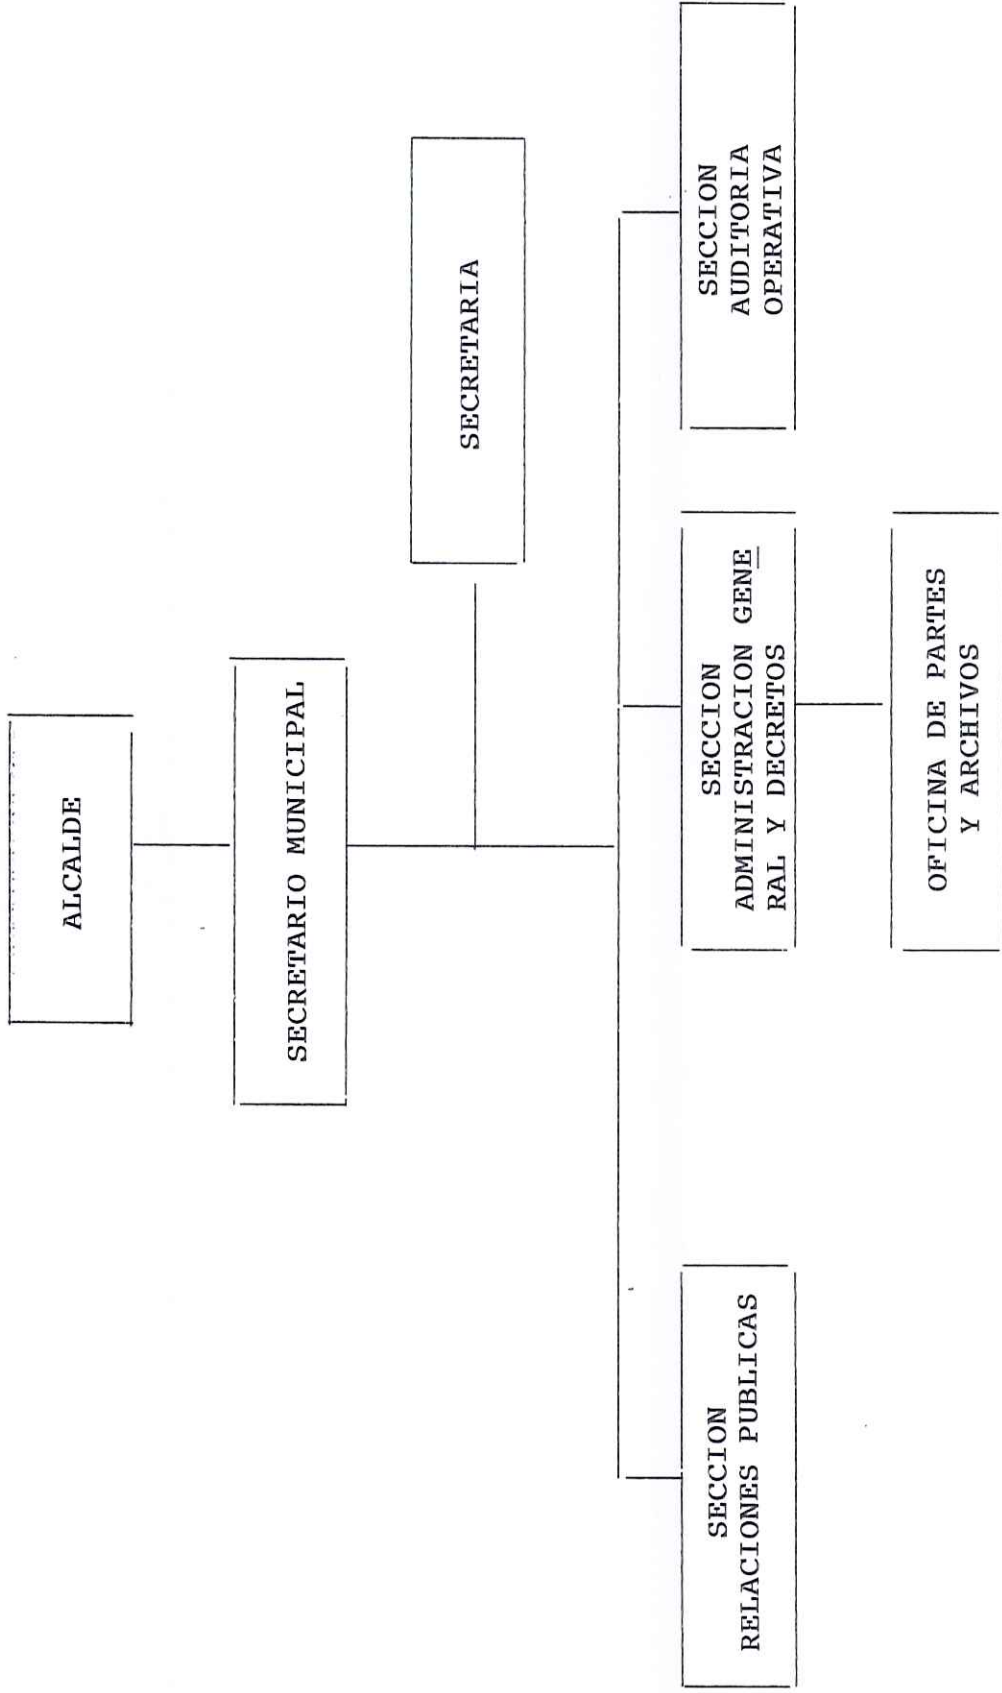 ALCALDE
SECRETARIO MUNICIPAL
SECRETARIA
SECCION
RELACIONES PUBLICAS
SECCION
ADMINISTRACION GENE
RAL Y DECRETOS
SECCION
AUDITORIA
OPERATIVA
OFICINA DE PARTES
Y ARCHIVOS